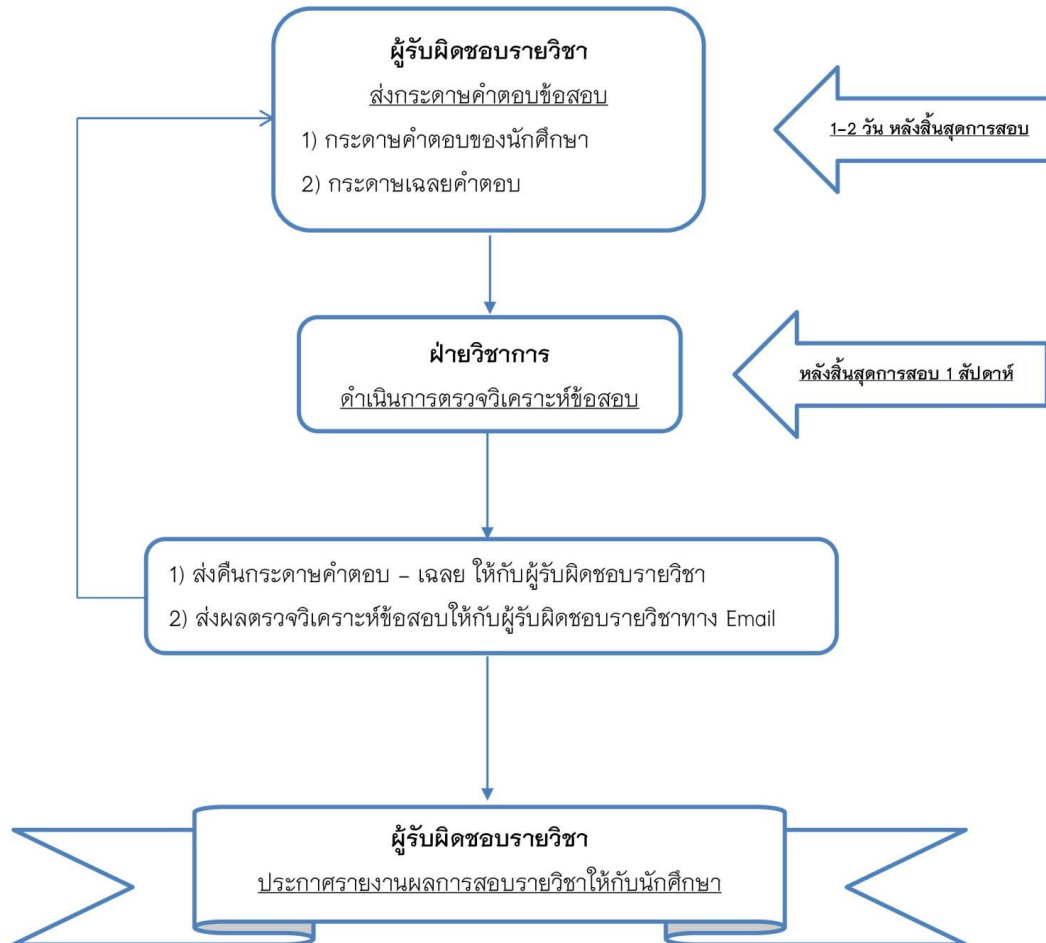 ผู้รับผิดชอบรายวิชา
ส่งกระดาษคำตอบข้อสอบ
1) กระดาษคำตอบของนักศึกษา
2) กระดาษเฉลยคำตอบ
1-2 วัน หลังสิ้นสุดการสอบ
ฝ่ายวิชาการ
ดำเนินการตรวจวิเคราะห์ข้อสอบ
หลังสิ้นสุดการสอบ 1 สัปดาห์
1) ส่งคืนกระดาษคำตอบ – เฉลย ให้กับผู้รับผิดชอบรายวิชา
2) ส่งผลตรวจวิเคราะห์ข้อสอบให้กับผู้รับผิดชอบรายวิชาทาง Email
ผู้รับผิดชอบรายวิชา
ประกาศรายงานผลการสอบรายวิชาให้กับนักศึกษา